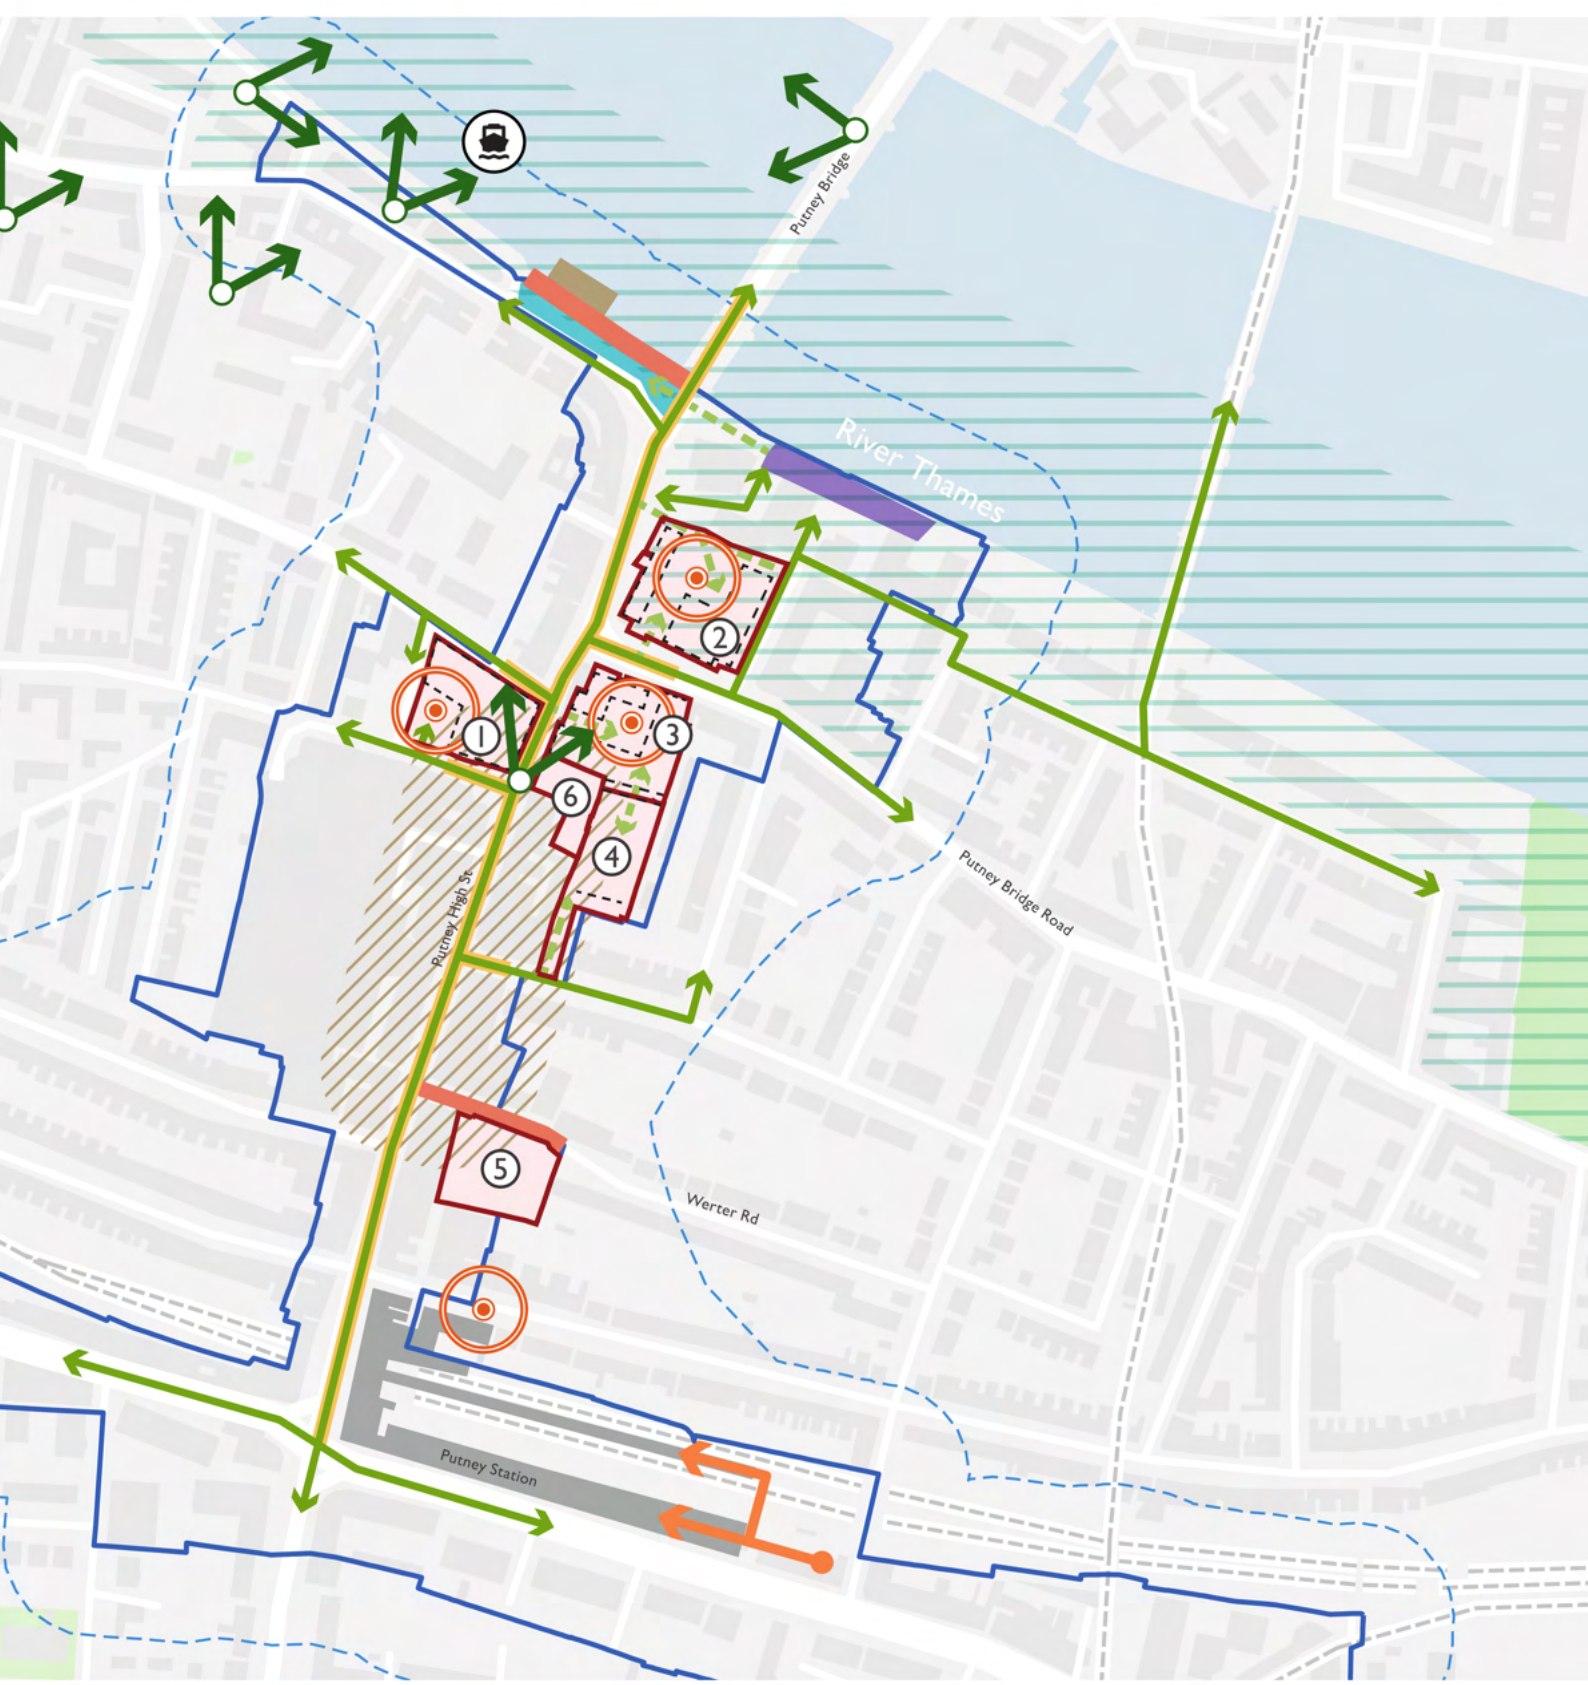 Putney Bridge
River Thames
2
1
3
6
4
Putney Bridge Road
Putney High St
5
Werter Rd
Putney Station